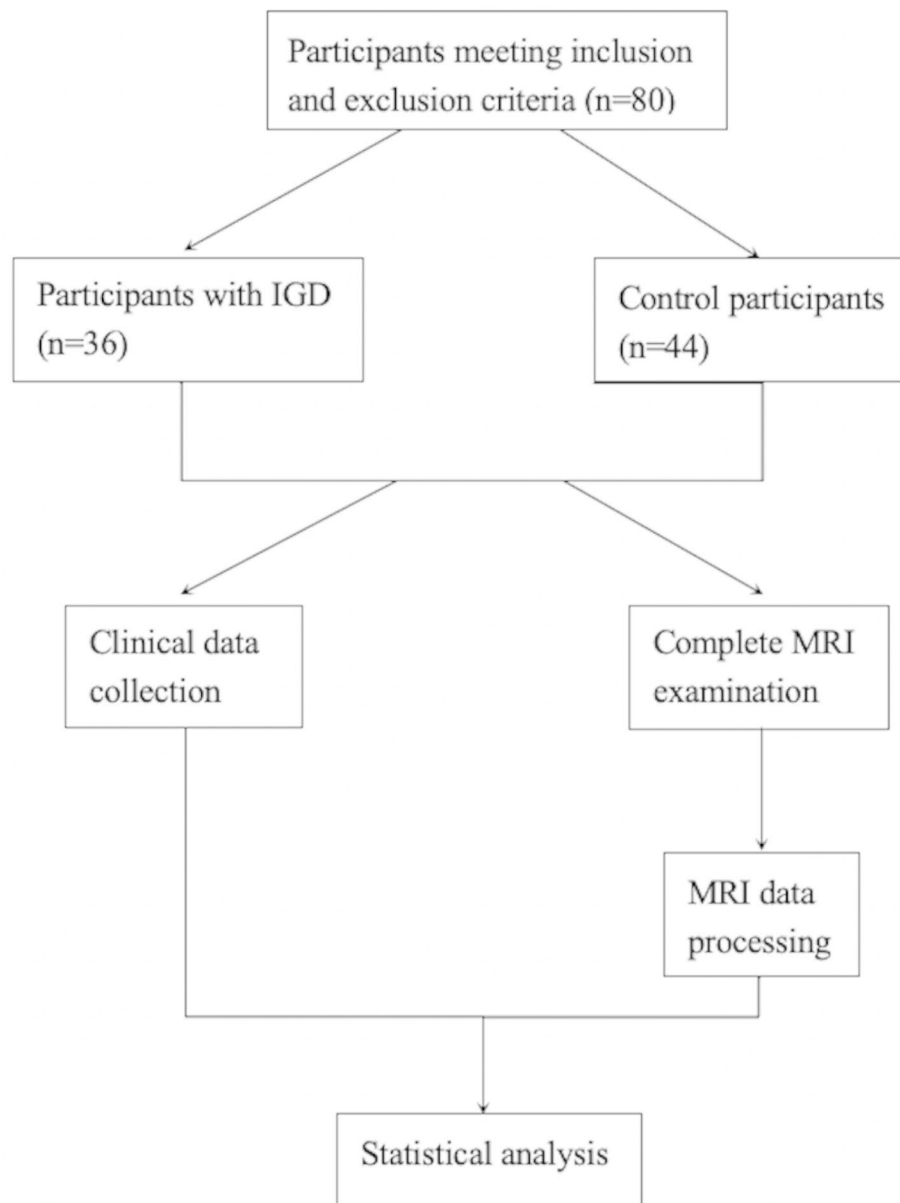 Participants meeting inclusion
and exclusion criteria (n=80)
Participants with IGD
(n=36)
Control participants
(n=44)
Clinical data
collection
Complete MRI
examination
MRI data
processing
Statistical analysis